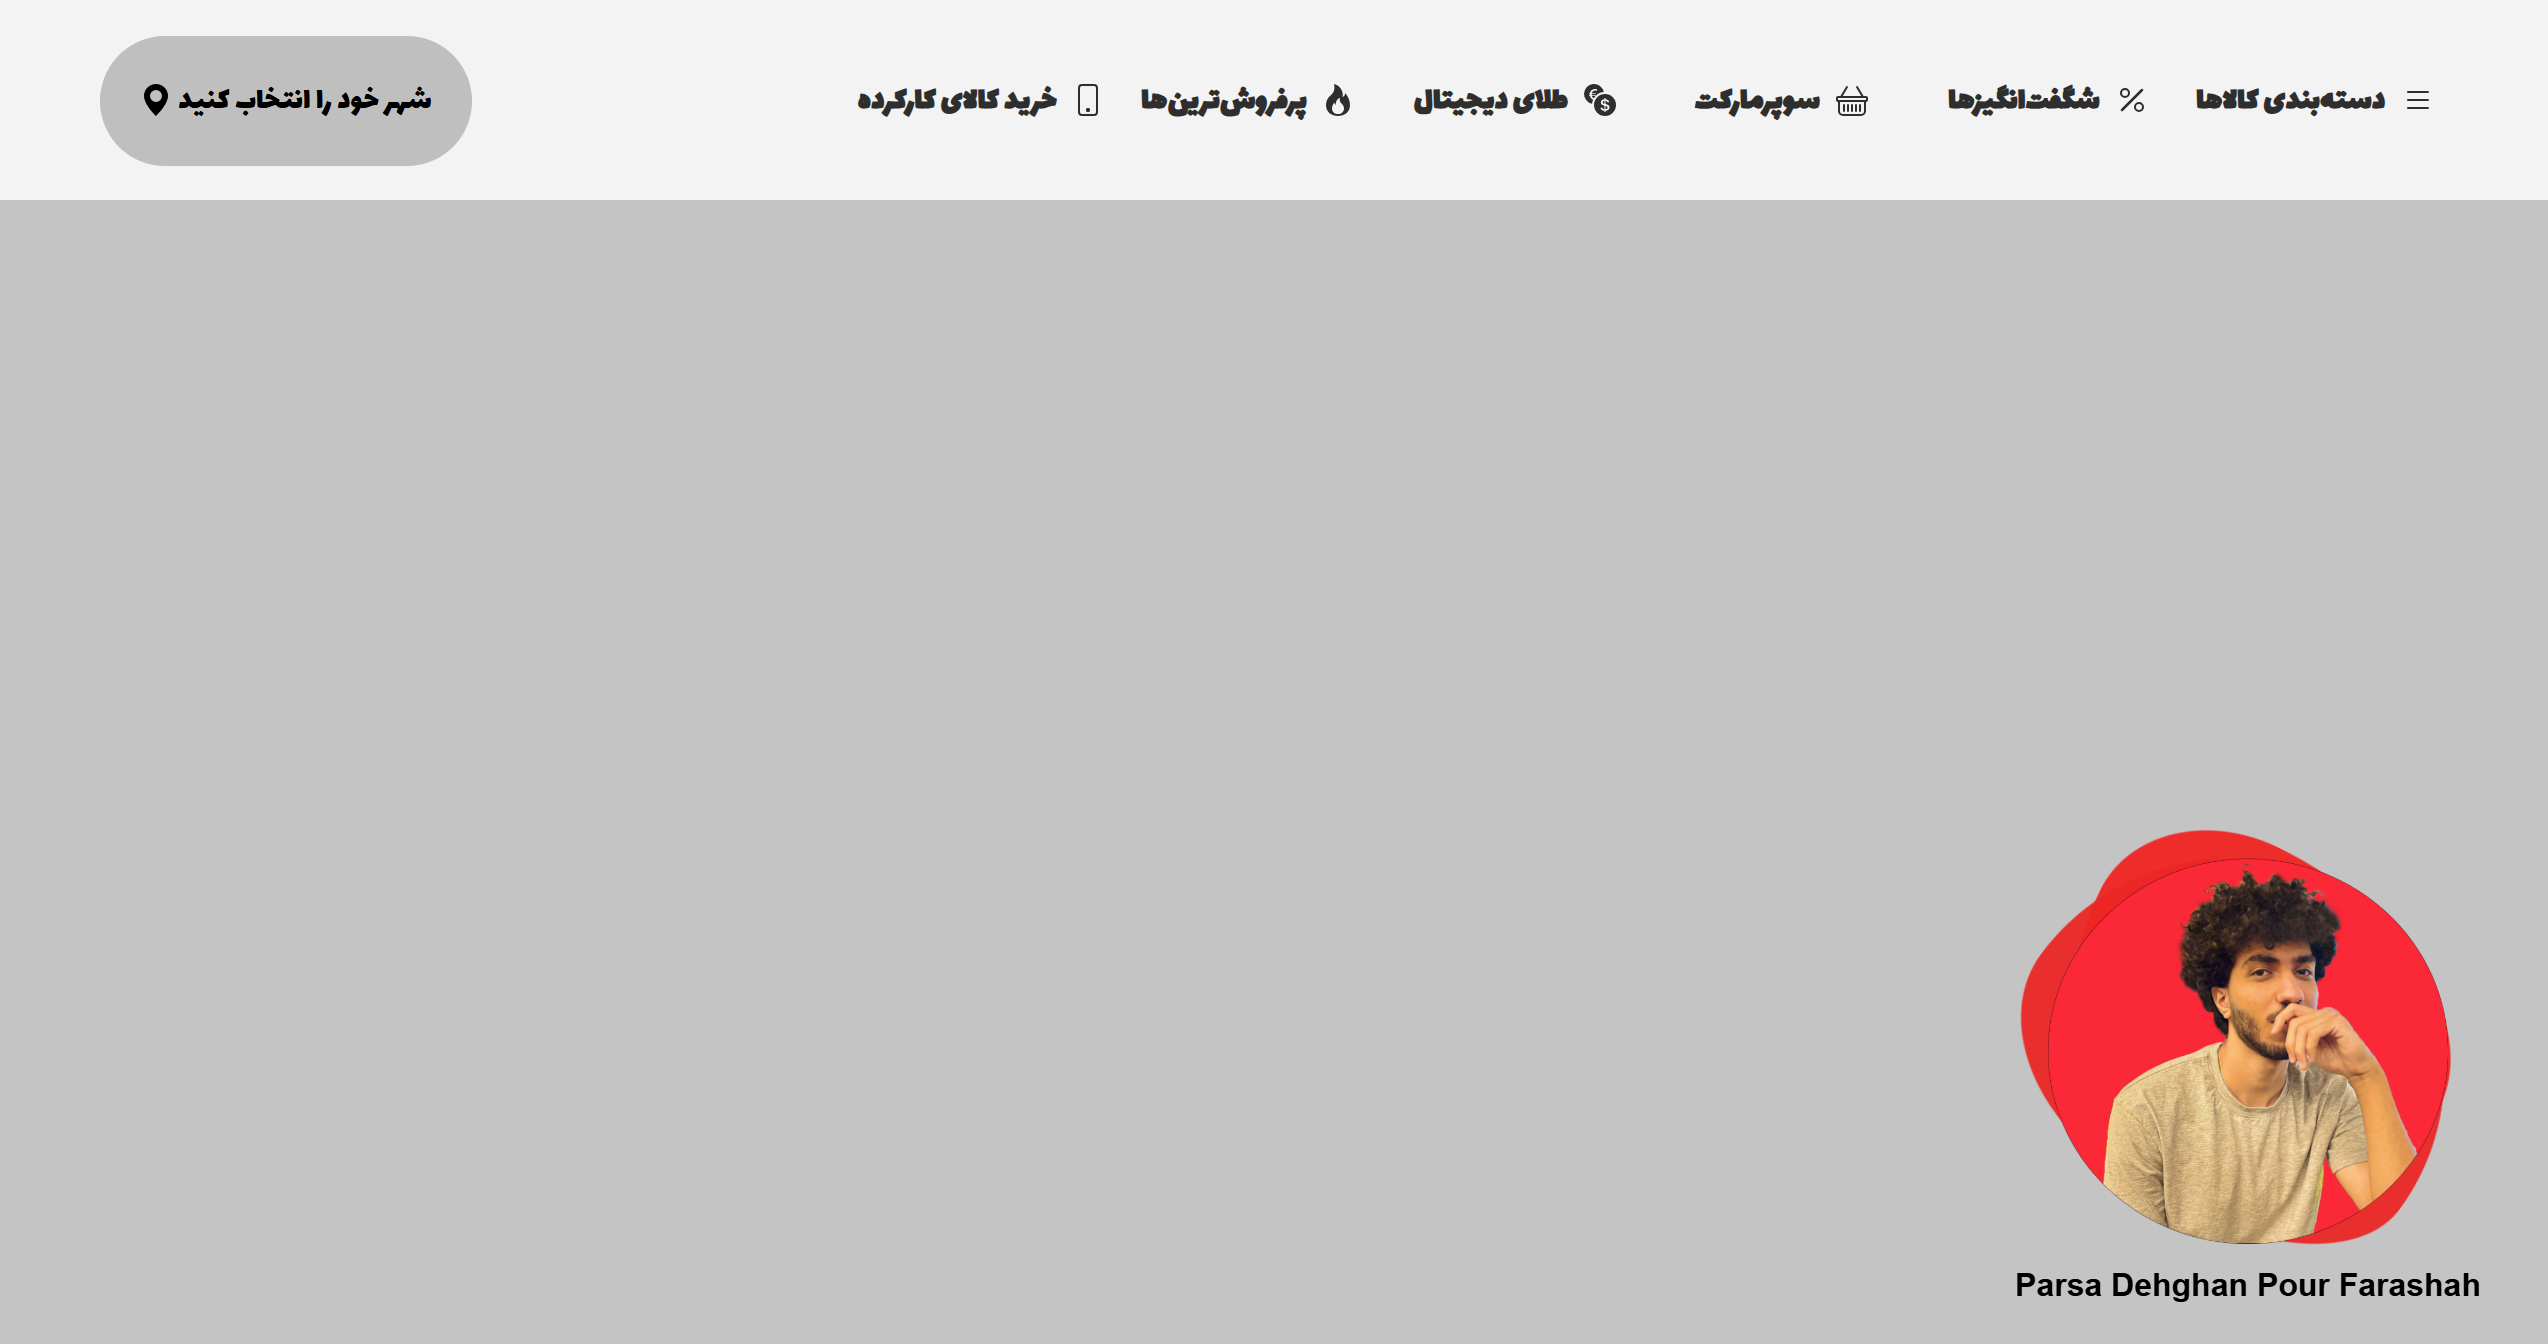 دسته‌بندی کالاها
شگفت‌انگیزها
سوپرمارکت
طلای دیجیتال
پرفروش‌ترین‌ها
خرید کالای کارکرده
شهر خود را انتخاب کنید
Parsa Dehghan Pour Farashah